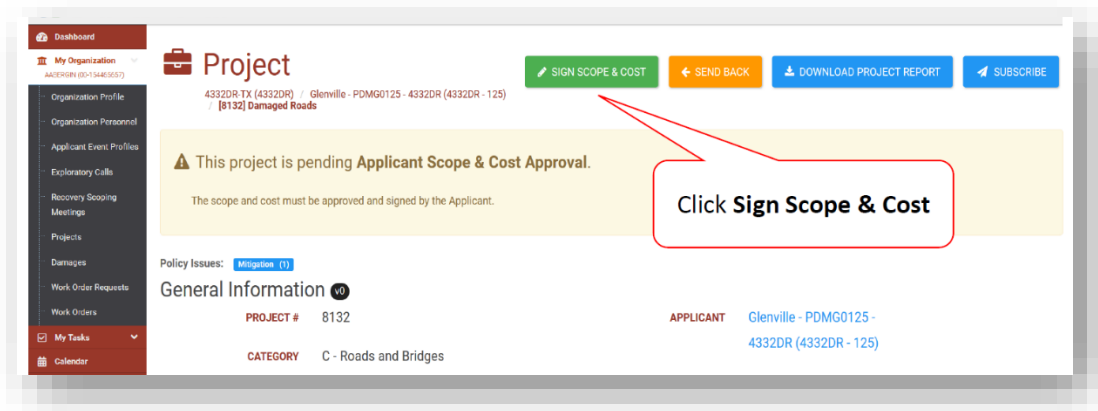 Dashboard
My Organization
AABERGIN (00-154465657)
Organization Profile
Organization Personnel
Applicant Event Profiles
Exploratory Calls
Recovery Scoping
Meetings
Projects
Damages
Work Order Requests
Work Orders
My Tasks
Calendar
Project
4332DR-TX (4332DR) / Glenville - PDMG0125 - 4332DR (4332DR - 125)
/ [8132] Damaged Roads
SIGN SCOPE & COST
SEND BACK
DOWNLOAD PROJECT REPORT
SUBSCRIBE
This project is pending Applicant Scope & Cost Approval.
The scope and cost must be approved and signed by the Applicant.
Click Sign Scope & Cost
Policy Issues: Mitigation (1)
General Information v0
PROJECT # 8132
CATEGORY C - Roads and Bridges
APPLICANT Glenville - PDMG0125 -
4332DR (4332DR - 125)